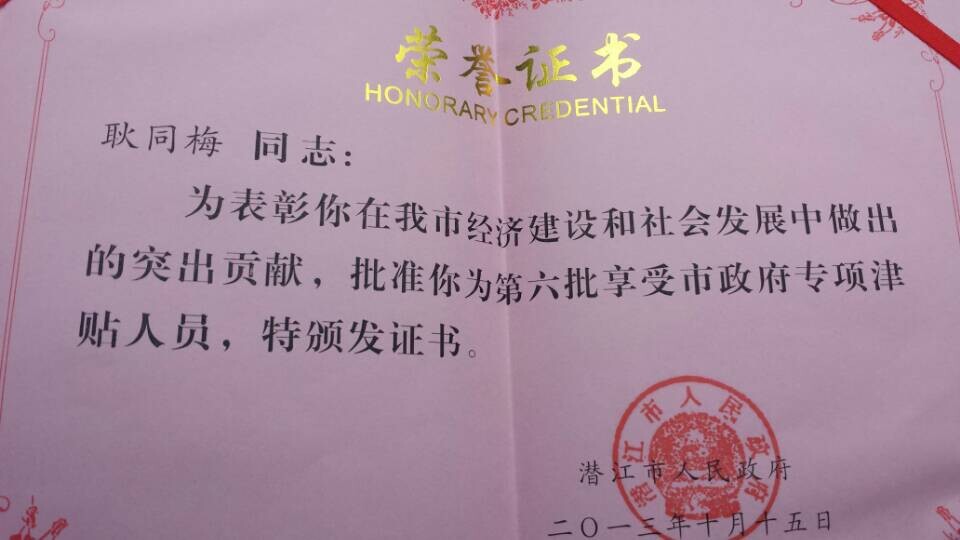 荣誉证书
HONORARY CREDENTIAL
耿同梅 同志：
为表彰你在我市经济建设和社会发展中做出
的突出贡献，批准你为第六批享受市政府专项津
贴人员，特颁发证书。
潜江市人民政府
潜江市人民政府
二〇一三年十月十五日